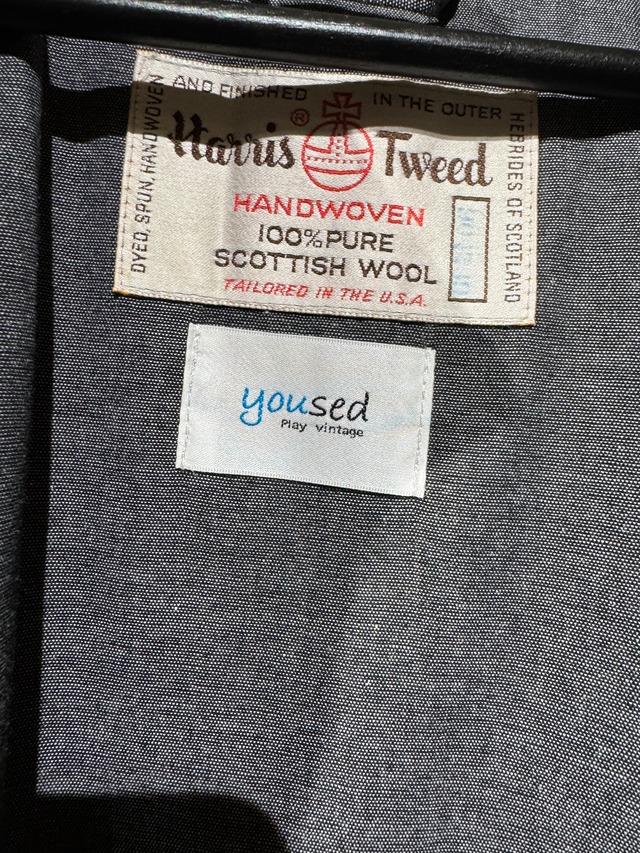 AND FINISHED
IN THE OUTER
DYED, SPUN, HANDWOVEN
HEBRIDES OF SCOTLAND
Harris® Tweed
HANDWOVEN
100% PURE
SCOTTISH WOOL
TAILORED IN THE U.S.A.
yoused
Play vintage